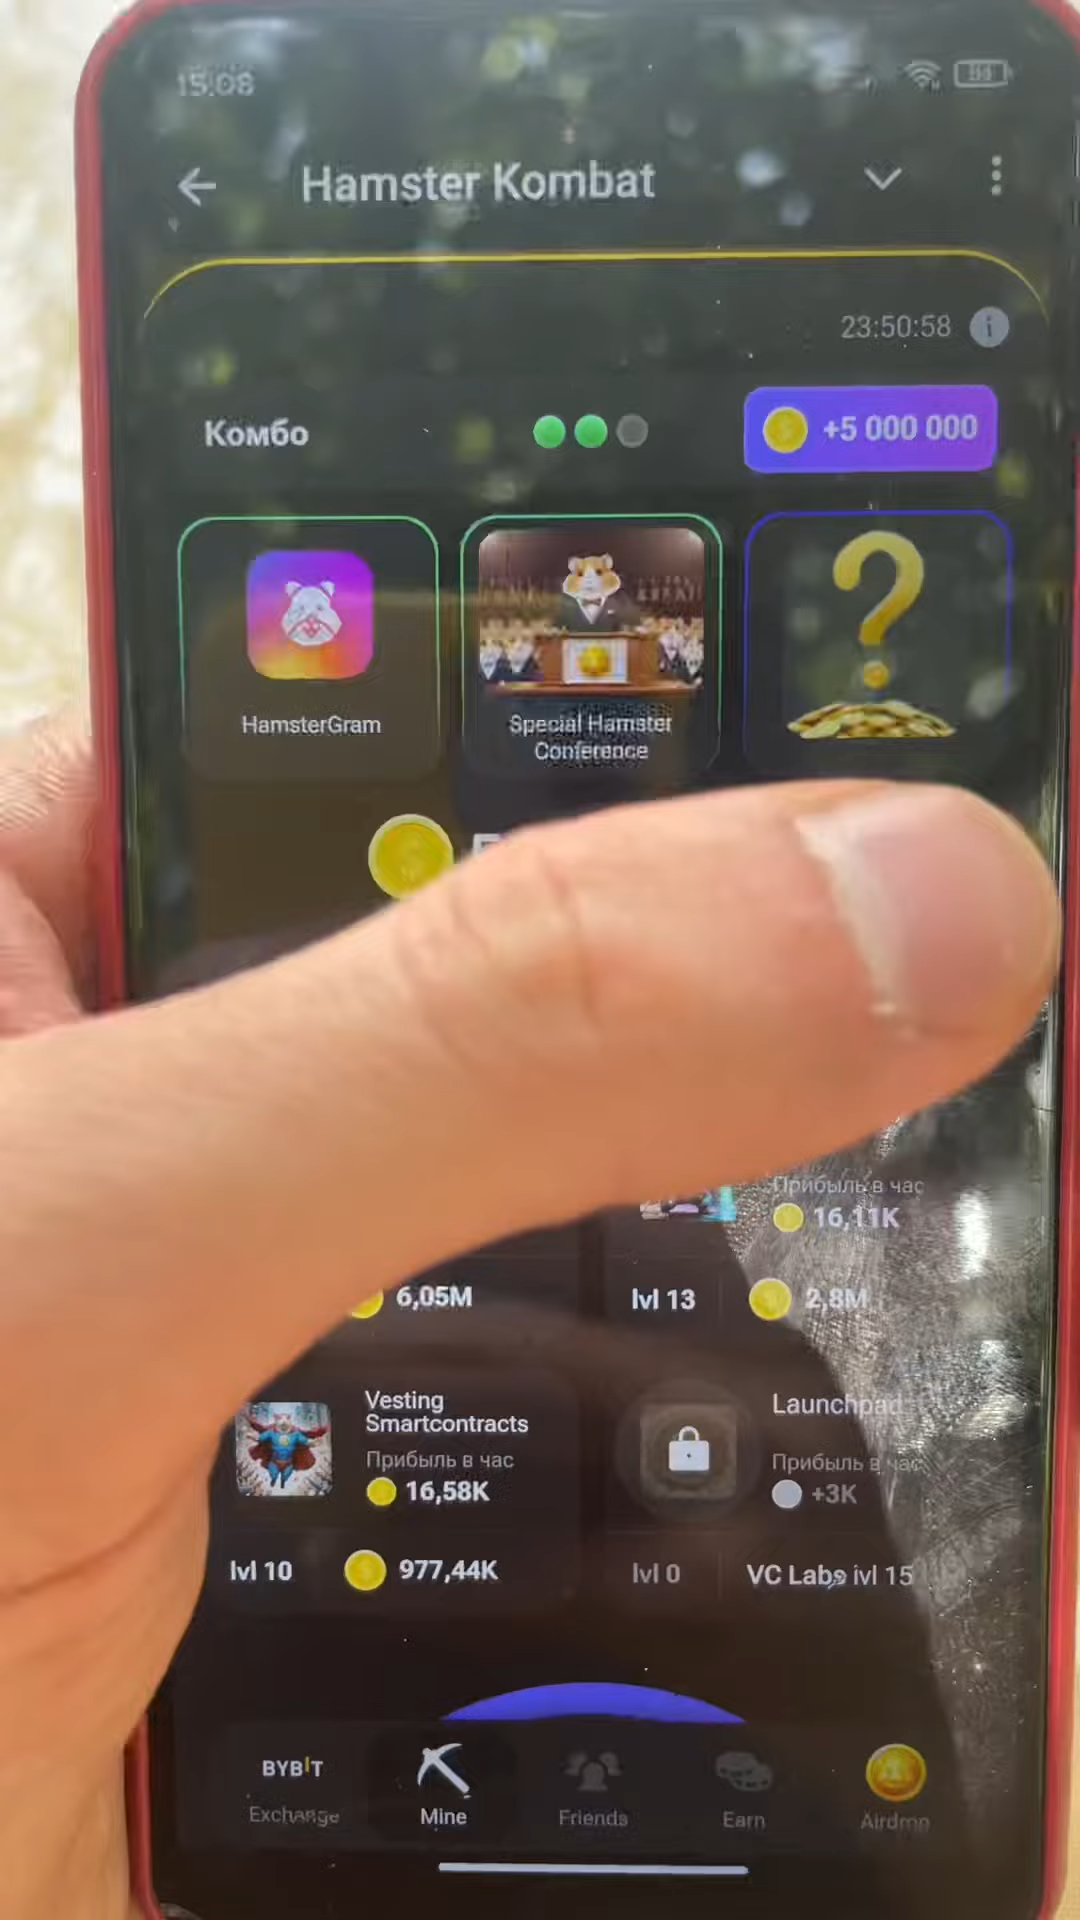 15:08
Hamster Kombat
23:50:58
Комбо
+5 000 000
HamsterGram
Special Hamster
Conference
Прибыль в час
16,11K
6,05M
lvl 13
2,8M
Vesting
Smartcontracts
Прибыль в час
16,58K
lvl 10
977,44K
Launchpad
Прибыль в час
+3K
lvl 0
VC Labs lvl 15
BYBIT
Exchange
Mine
Friends
Earn
Airdrop